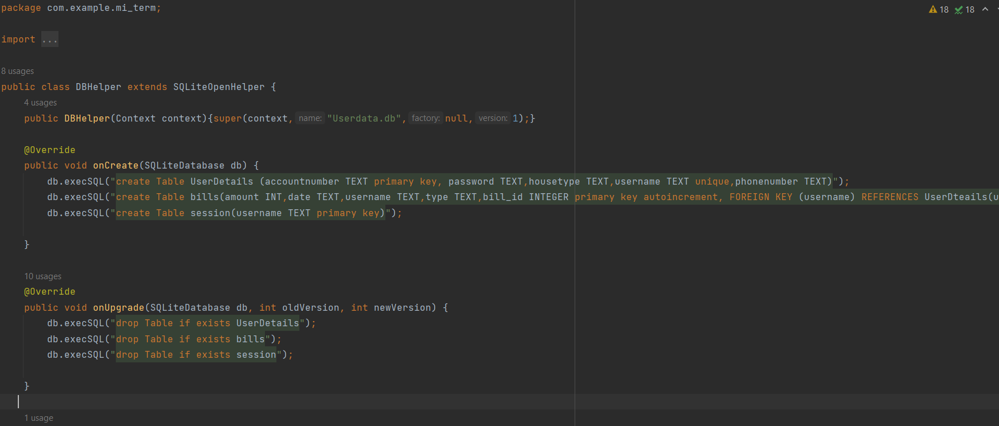 package com.example.mi_term;
18 18
import ...
8 usages
public class DBHelper extends SQLiteOpenHelper {
4 usages
public DBHelper(Context context){super(context, name: "Userdata.db", factory: null, version: 1);}
@Override
public void onCreate(SQLiteDatabase db) {
db.execSQL("create Table UserDetails (accountnumber TEXT primary key, password TEXT,housetype TEXT,username TEXT unique,phonenumber TEXT)");
db.execSQL("create Table bills(amount INT,date TEXT,username TEXT,type TEXT,bill_id INTEGER primary key autoincrement, FOREIGN KEY (username) REFERENCES UserDteails(u
db.execSQL("create Table session(username TEXT primary key)");
}
10 usages
@Override
public void onUpgrade(SQLiteDatabase db, int oldVersion, int newVersion) {
db.execSQL("drop Table if exists UserDetails");
db.execSQL("drop Table if exists bills");
db.execSQL("drop Table if exists session");
}
1 usage